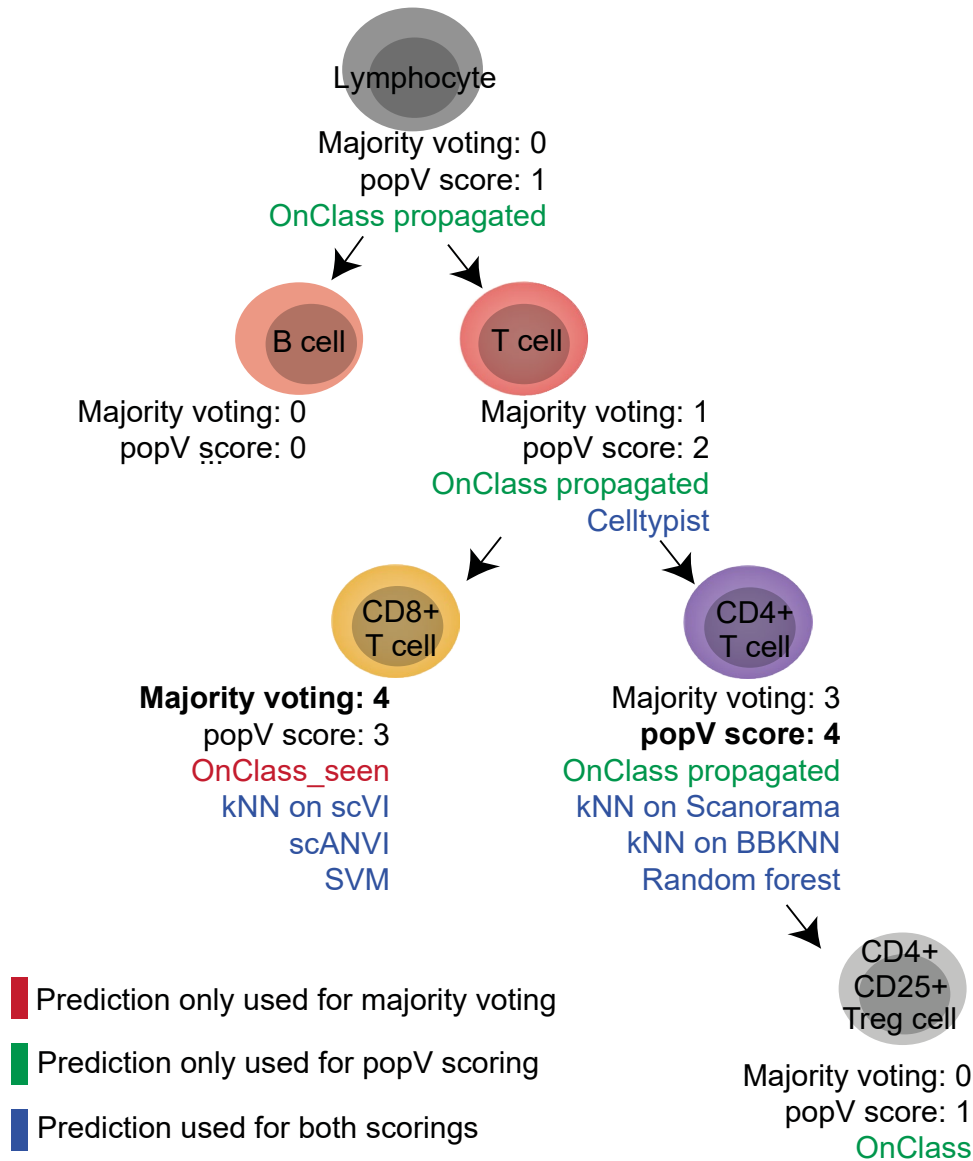 Lymphocyte
Majority voting: 0
popV score: 1
OnClass propagated
B cell
Majority voting: 0
popV score: 0
...
T cell
Majority voting: 1
popV score: 2
OnClass propagated
Celltypist
CD8+
T cell
Majority voting: 4
popV score: 3
OnClass_seen
kNN on scVI
scANVI
SVM
CD4+
T cell
Majority voting: 3
popV score: 4
OnClass propagated
kNN on Scanorama
kNN on BBKNN
Random forest
CD4+
CD25+
Treg cell
Majority voting: 0
popV score: 1
OnClass
Prediction only used for majority voting
Prediction only used for popV scoring
Prediction used for both scorings